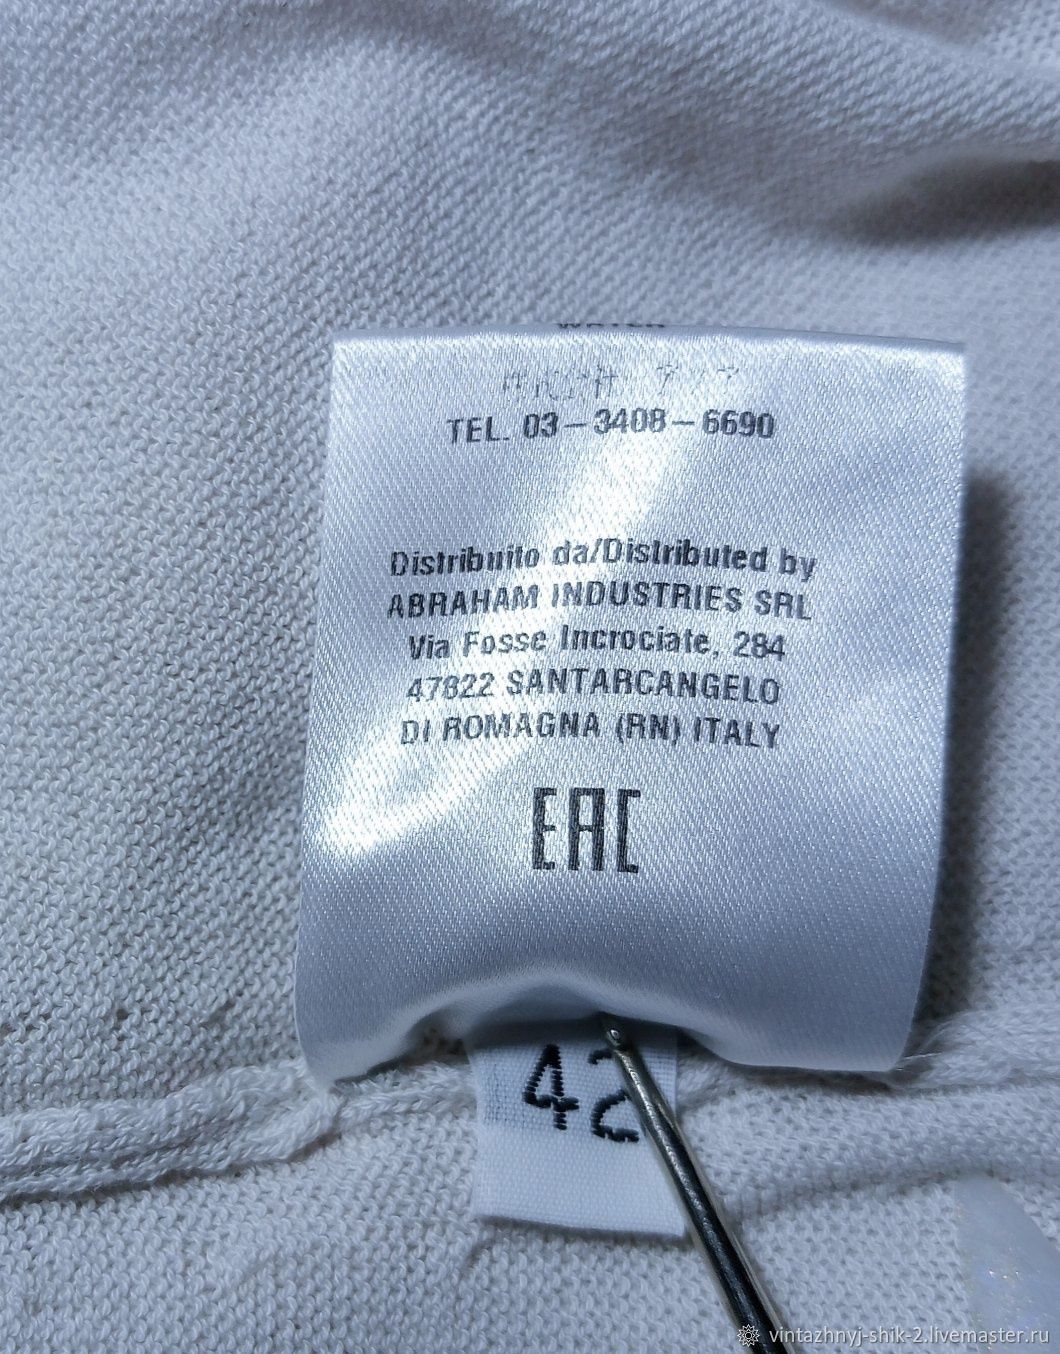 WATER
TEL. 03-3408-6690
Distribuito da/Distributed by
ABRAHAM INDUSTRIES SRL
Via Fosse Incrociate, 284
47822 SANTARCANGELO
DI ROMAGNA (RN) ITALY
EAC
42
vintazhnyj-shik-2.livemaster.ru